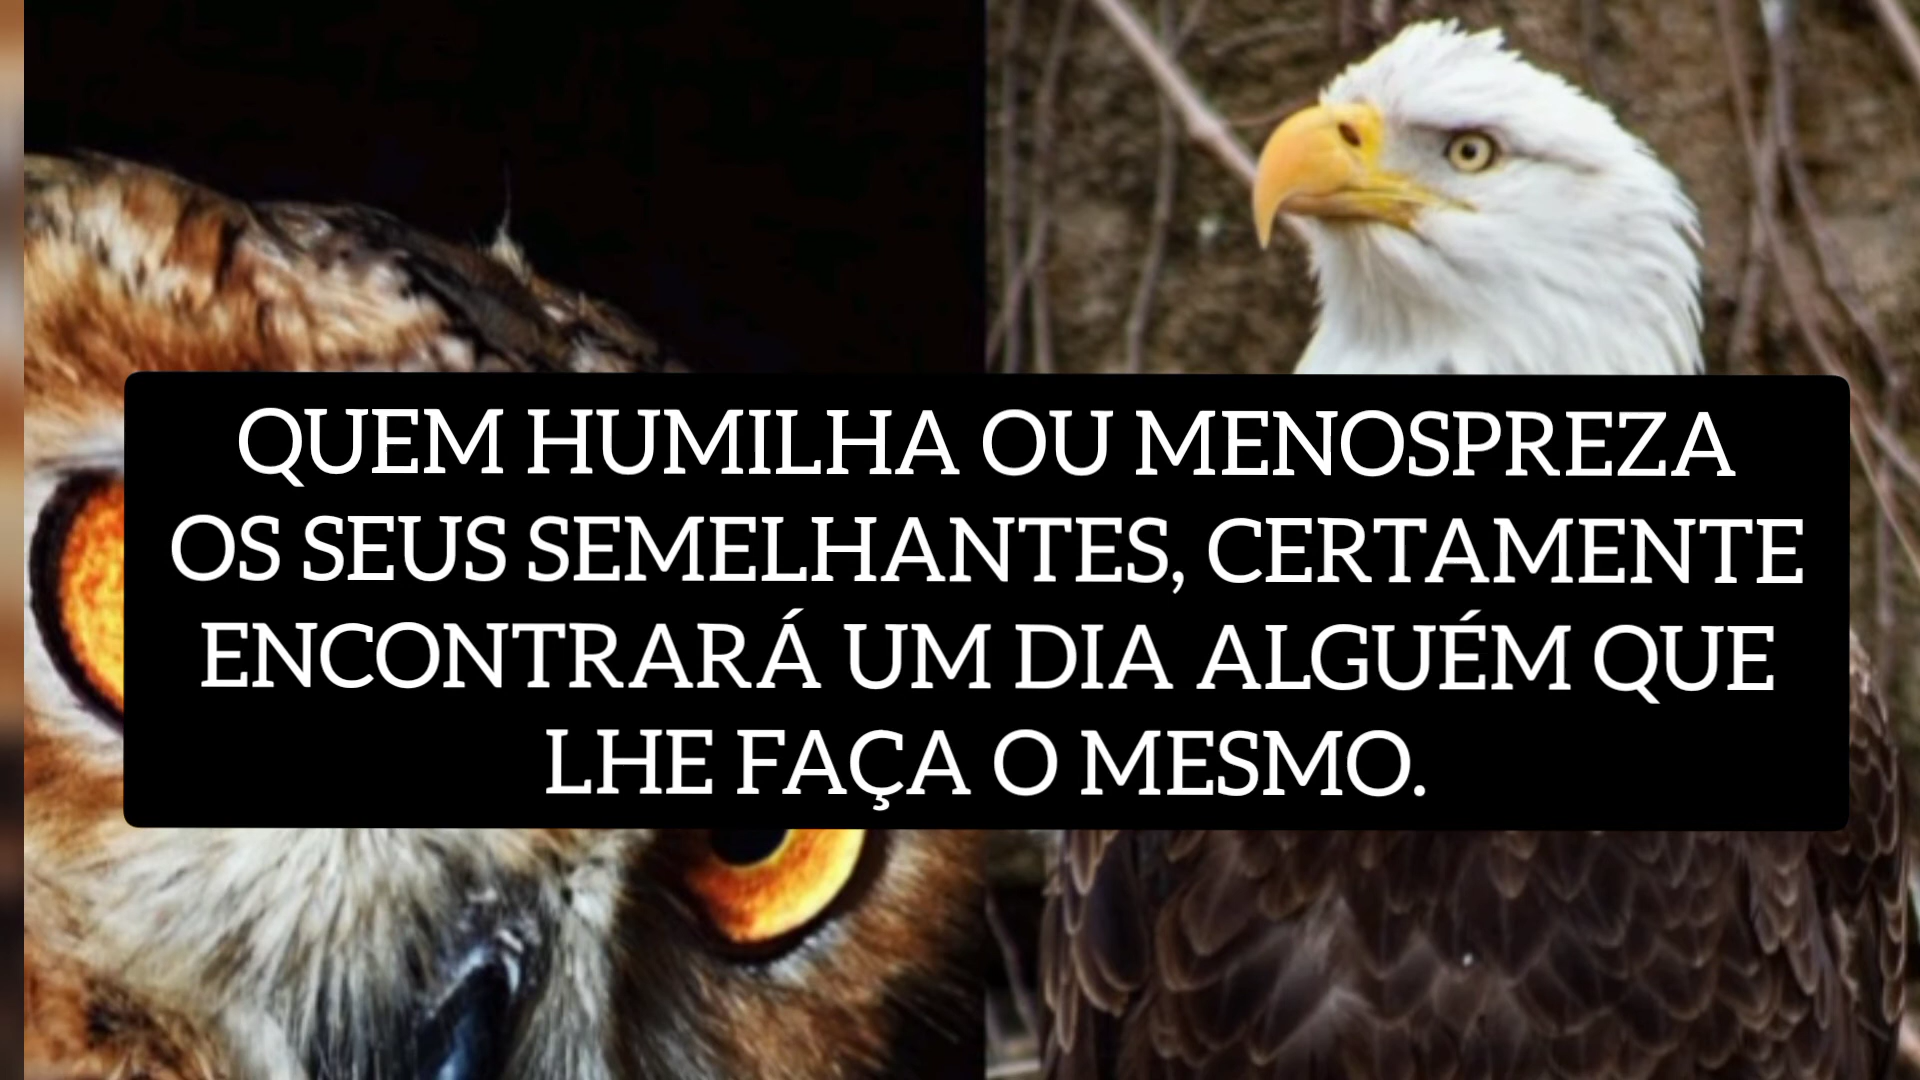 QUEM HUMILHA OU MENOSPREZA
OS SEUS SEMELHANTES, CERTAMENTE
ENCONTRARÁ UM DIA ALGUÉM QUE
LHE FAÇA O MESMO.